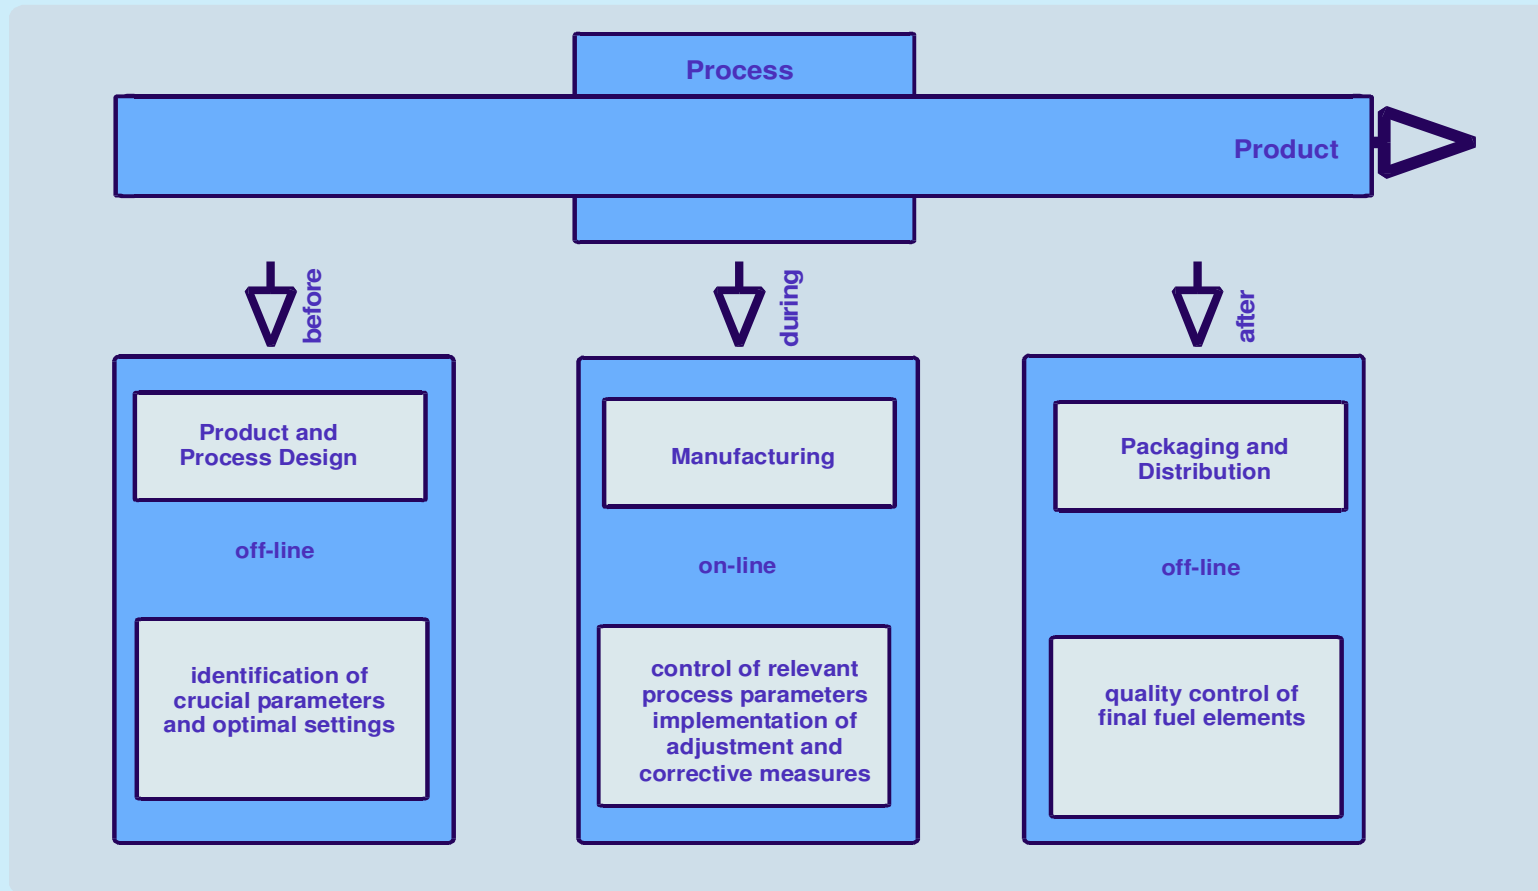 Process
Product
before
during
after
Product and
Process Design
off-line
identification of
crucial parameters
and optimal settings
Manufacturing
on-line
control of relevant
process parameters
implementation of
adjustment and
corrective measures
Packaging and
Distribution
off-line
quality control of
final fuel elements